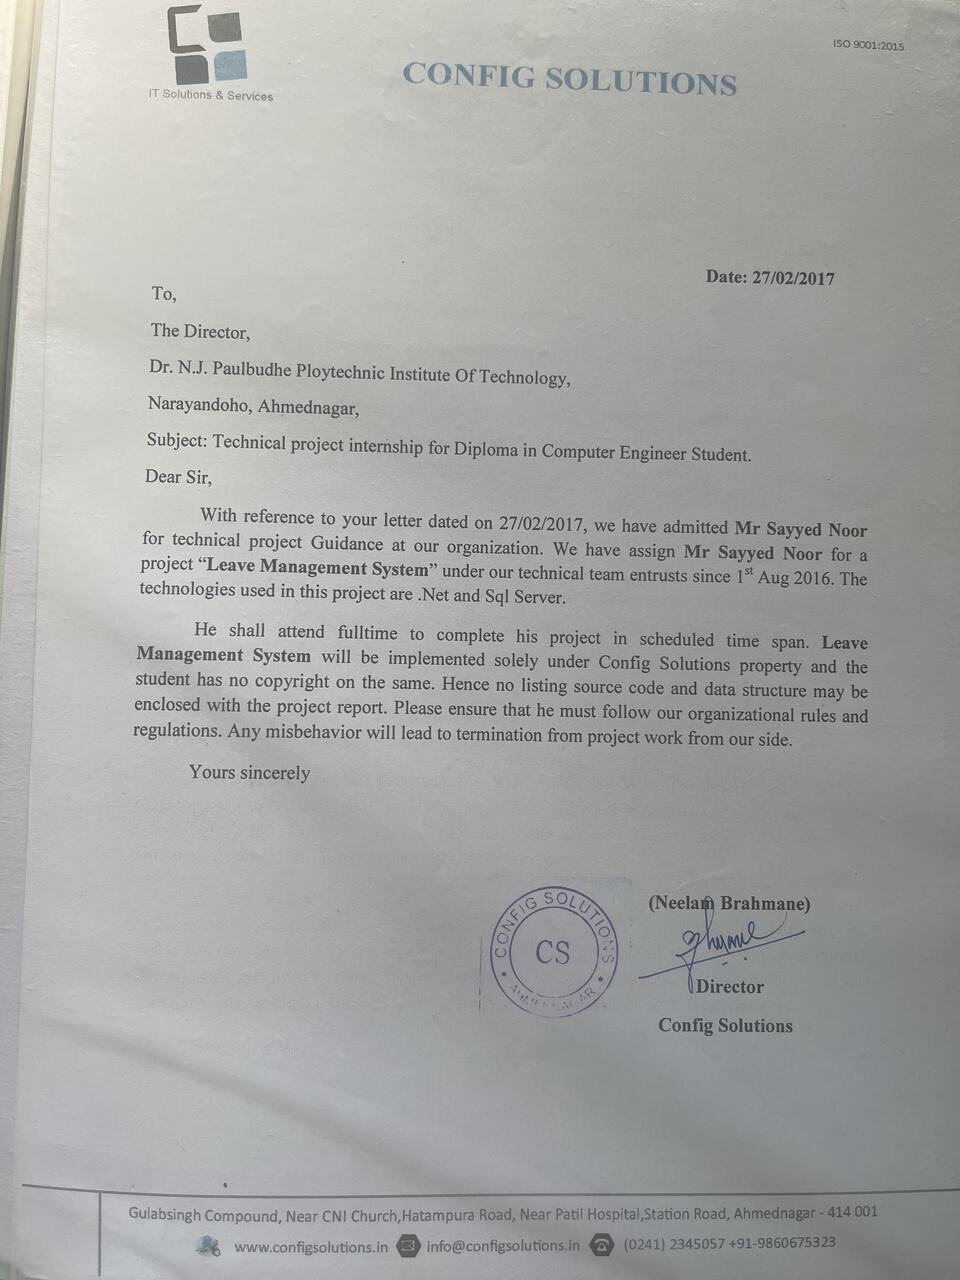 ISO 9001:2015
IT Solutions & Services
CONFIG SOLUTIONS
Date: 27/02/2017
To,
The Director,
Dr. N.J. Paulbudhe Ploytechnic Institute Of Technology,
Narayandoho, Ahmednagar,
Subject: Technical project internship for Diploma in Computer Engineer Student.
Dear Sir,
With reference to your letter dated on 27/02/2017, we have admitted Mr Sayyed Noor
for technical project Guidance at our organization. We have assign Mr Sayyed Noor for a
project “Leave Management System” under our technical team entrusts since 1st Aug 2016. The
technologies used in this project are .Net and Sql Server.
He shall attend fulltime to complete his project in scheduled time span. Leave
Management System will be implemented solely under Config Solutions property and the
student has no copyright on the same. Hence no listing source code and data structure may be
enclosed with the project report. Please ensure that he must follow our organizational rules and
regulations. Any misbehavior will lead to termination from project work from our side.
Yours sincerely
CONFIG SOLUTIONS
CS
AHMEDNAGAR
(Neelam Brahmane)
Director
Config Solutions
Gulabsingh Compound, Near CNI Church,Hatampura Road, Near Patil Hospital,Station Road, Ahmednagar - 414 001
www.configsolutions.in info@configsolutions.in (0241) 2345057 +91-9860675323